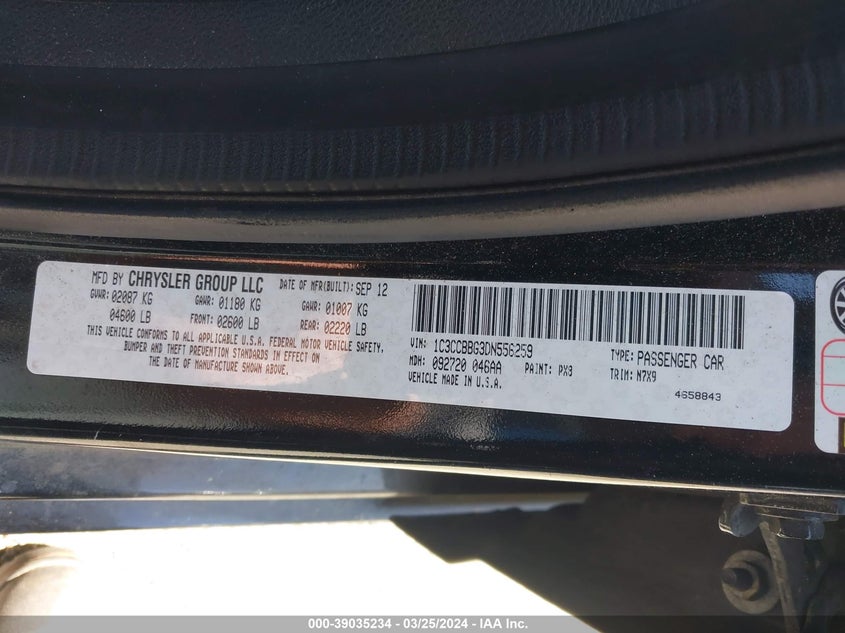 MFD BY CHRYSLER GROUP LLC DATE OF MFR(BUILT): SEP 12
GVWR: 02087 KG GAWR: 01180 KG GAWR: 01007 KG
04600 LB FRONT: 02600 LB REAR: 02220 LB
THIS VEHICLE CONFORMS TO ALL APPLICABLE U.S.A. FEDERAL MOTOR VEHICLE SAFETY,
BUMPER AND THEFT PREVENTION STANDARDS IN EFFECT ON
THE DATE OF MANUFACTURE SHOWN ABOVE.
VIN: 1C3CCBBG3DN556259 TYPE: PASSENGER CAR
MDH: 092720 046AA PAINT: PX3 TRIM: N7X9
VEHICLE MADE IN U.S.A.
4658843
000-39035234 - 03/25/2024 - IAA Inc.